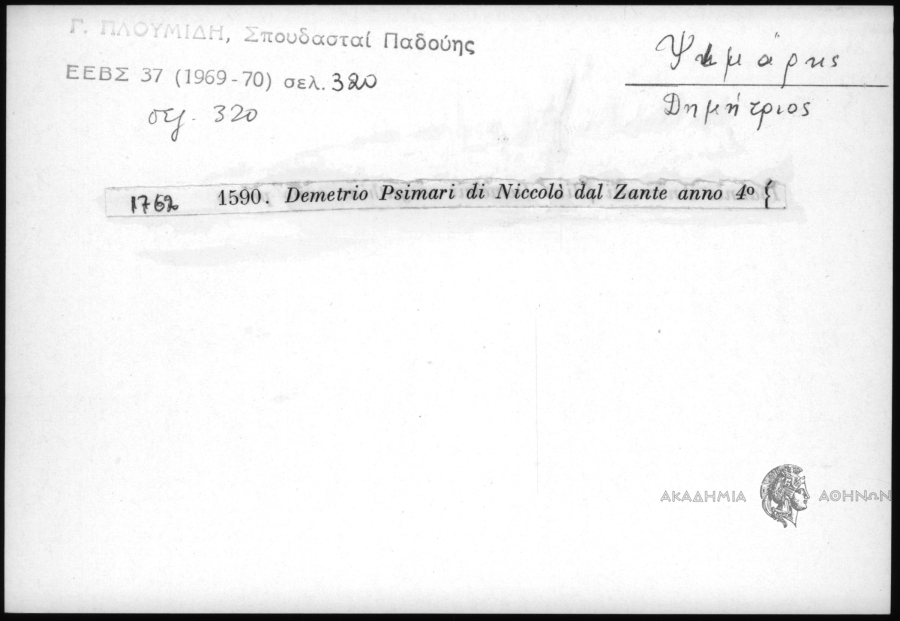 Γ. ΠΛΟΥΜΙΔΗ, Σπουδασταί Παδούης
ΕΕΒΣ 37 (1969-70) σελ. 320
σελ. 320
Ψιμάρης
Δημήτριος
1762 1590. Demetrio Psimari di Niccolò dal Zante anno 4º {
ΑΚΑΔΗΜΙΑ ΑΘΗΝΩΝ